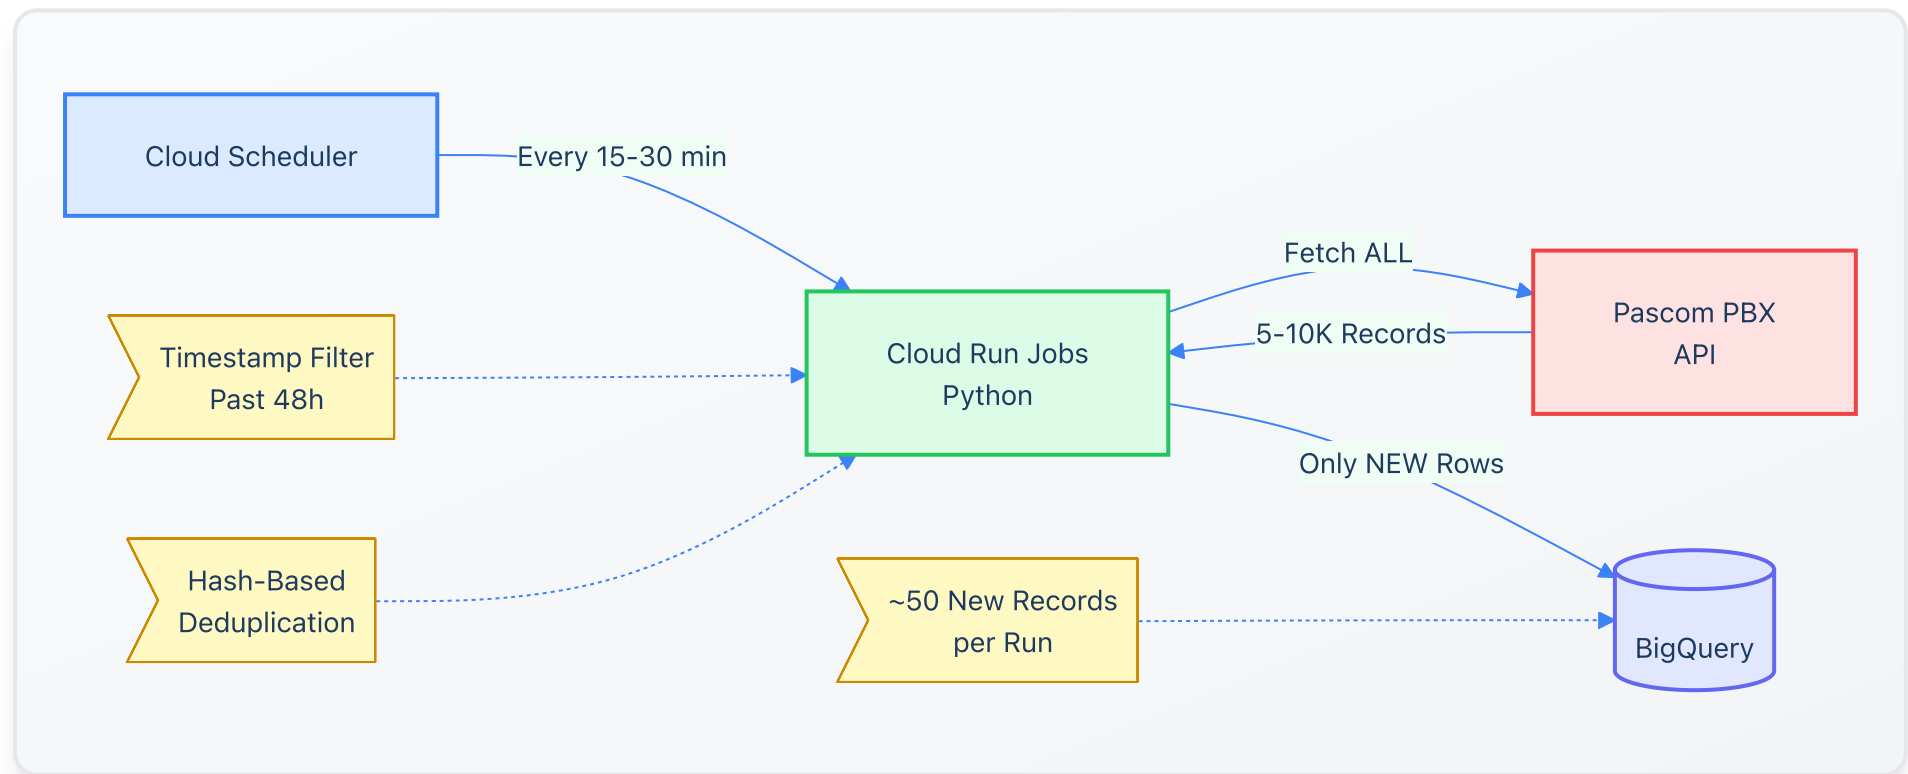 Cloud Scheduler
Every 15-30 min
Fetch ALL
Pascom PBX
API
5-10K Records
Cloud Run Jobs
Python
Timestamp Filter
Past 48h
Only NEW Rows
Hash-Based
Deduplication
~50 New Records
per Run
BigQuery